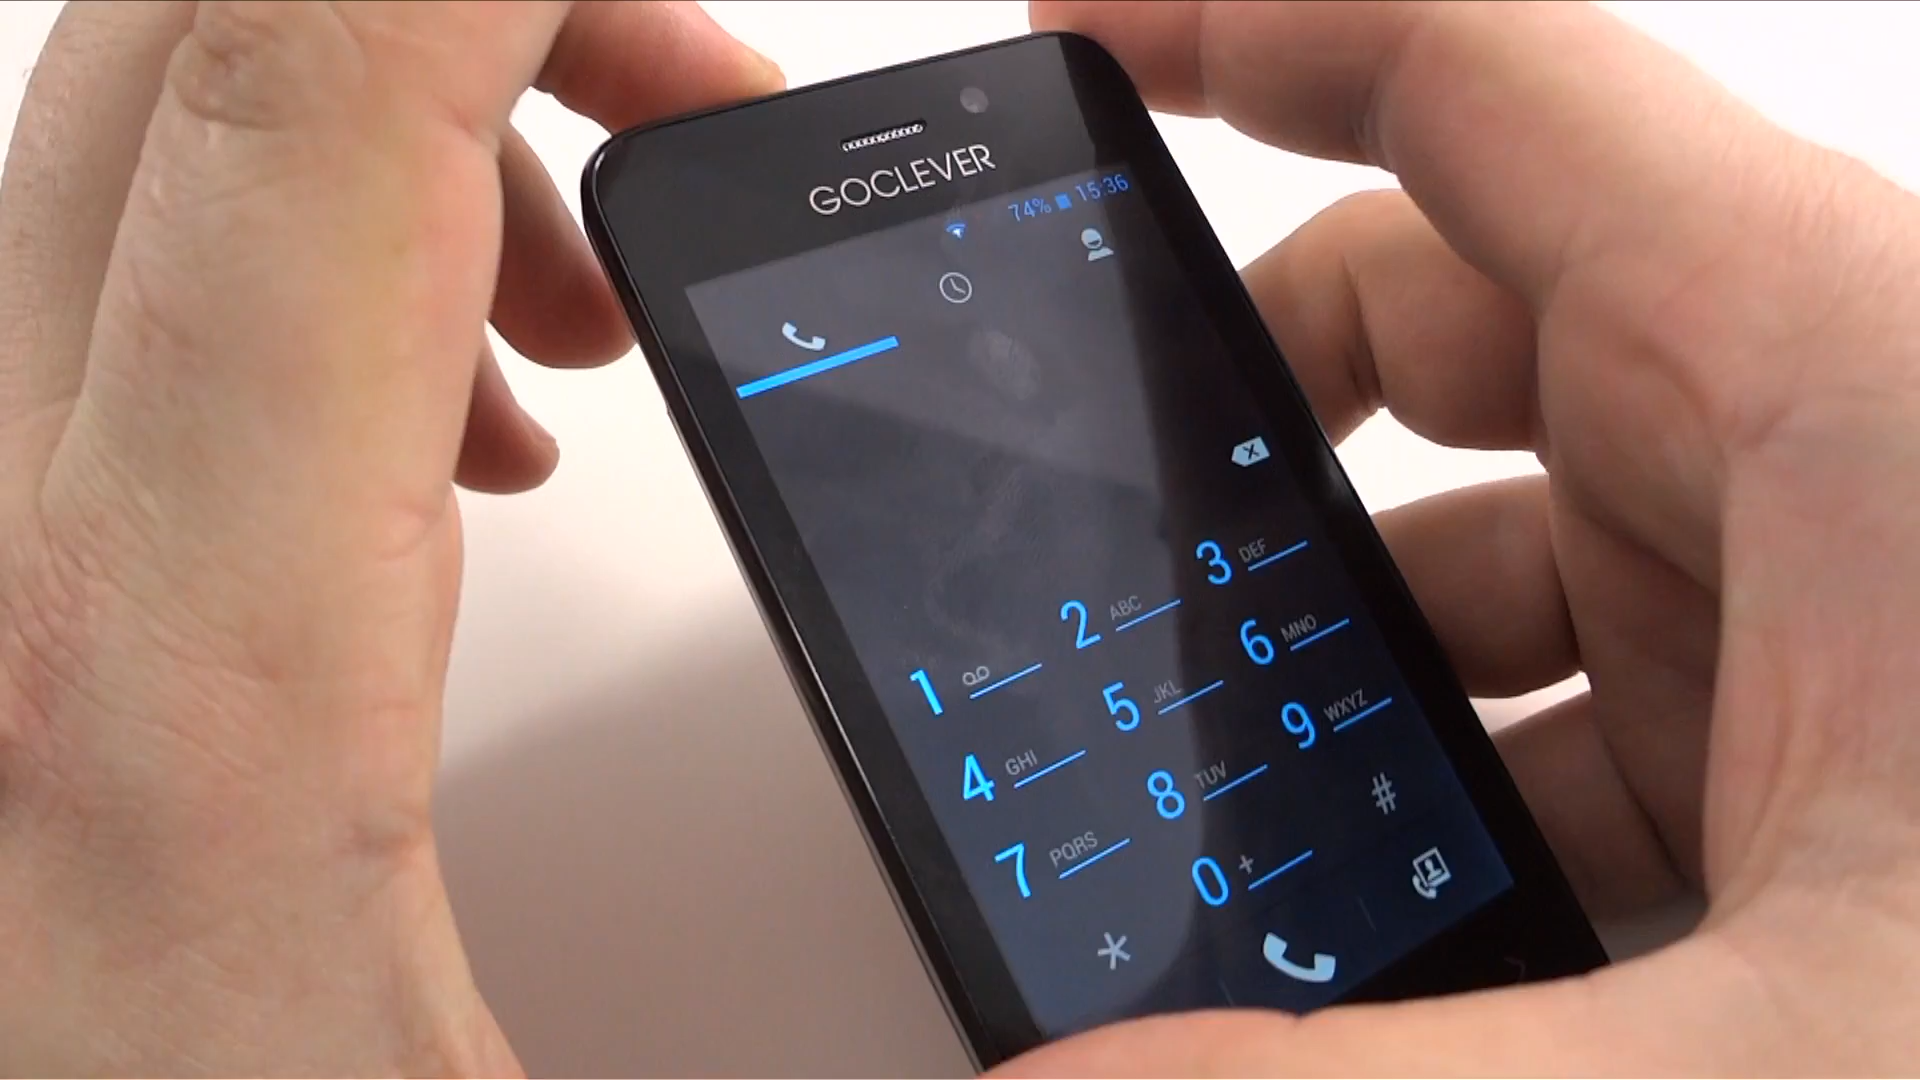 GOCLEVER
74% 15:36
1
2 ABC
3 DEF
4 GHI
5 JKL
6 MNO
7 PQRS
8 TUV
9 WXYZ
*
0 +
#